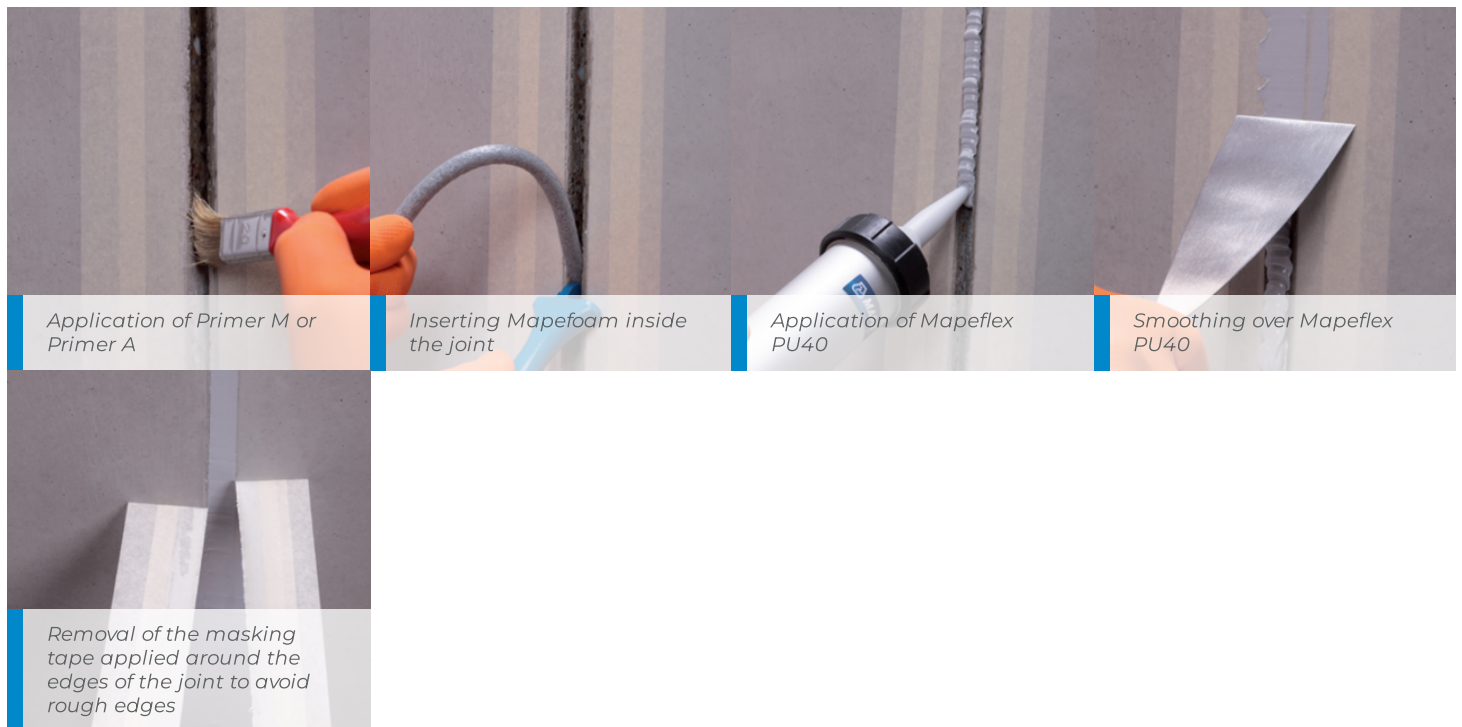 Application of Primer M or
Primer A
Inserting Mapefoam inside
the joint
Application of Mapeflex
PU40
Smoothing over Mapeflex
PU40
Removal of the masking
tape applied around the
edges of the joint to avoid
rough edges